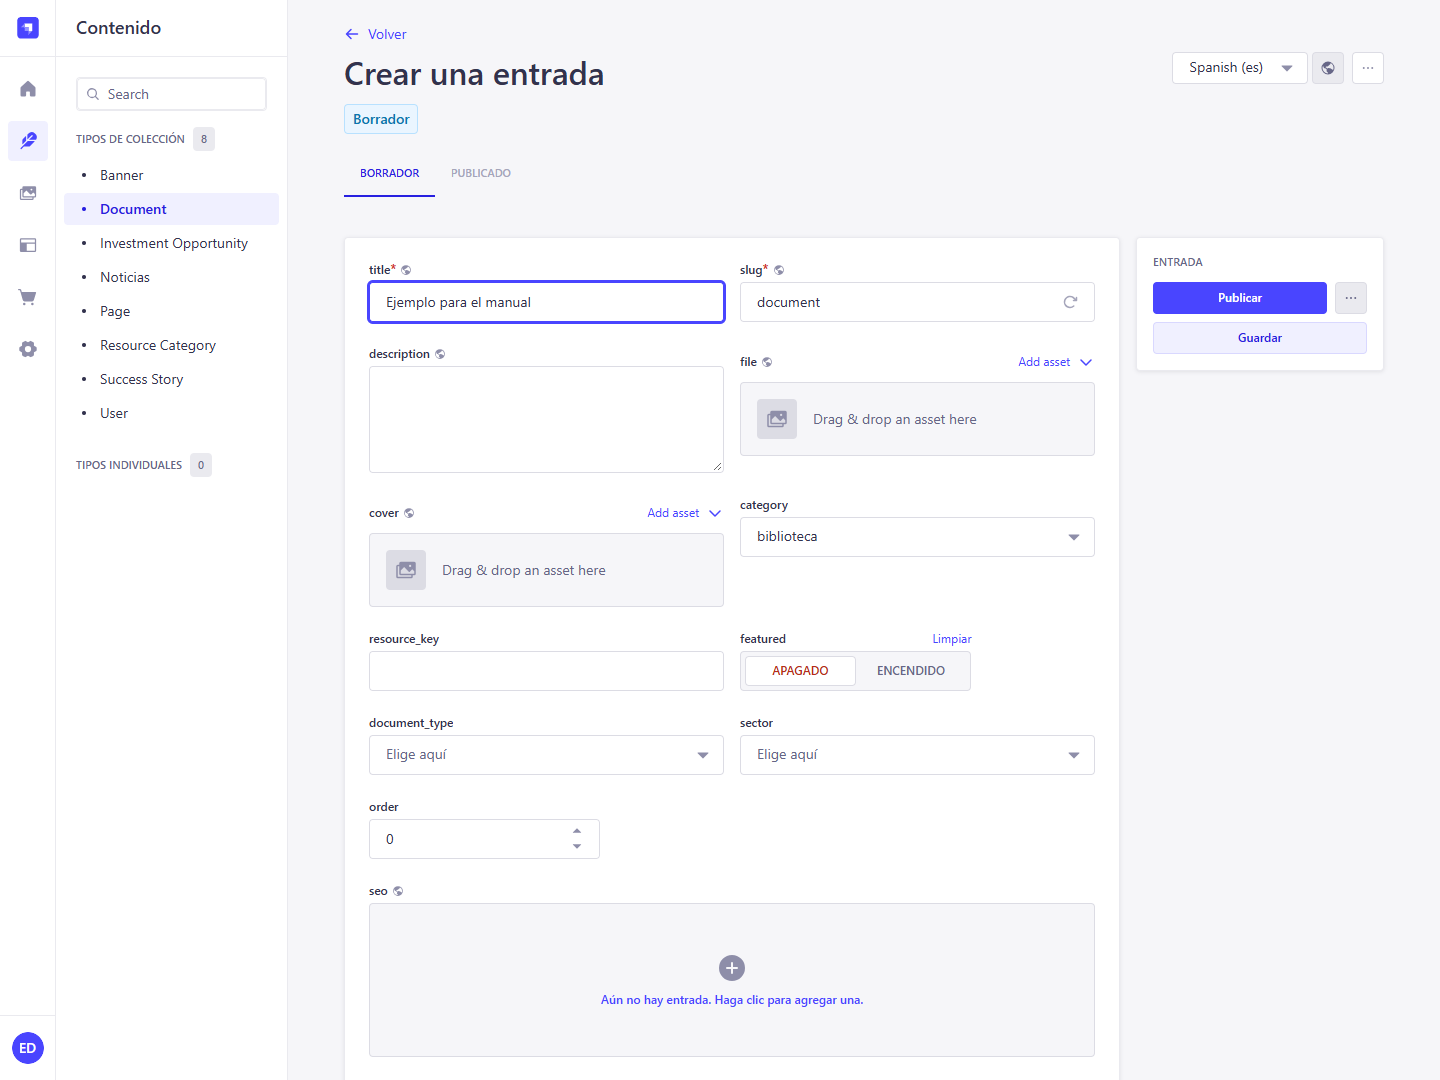 Contenido
Search
TIPOS DE COLECCIÓN 8
Banner
Document
Investment Opportunity
Noticias
Page
Resource Category
Success Story
User
TIPOS INDIVIDUALES 0
ED
Volver
Crear una entrada
Borrador
Spanish (es)
BORRADOR PUBLICADO
title*
Ejemplo para el manual
slug*
document
description
file Add asset
Drag & drop an asset here
cover Add asset
Drag & drop an asset here
category
biblioteca
resource_key
featured Limpiar
APAGADO ENCENDIDO
document_type
Elige aquí
sector
Elige aquí
order
0
seo
Aún no hay entrada. Haga clic para agregar una.
ENTRADA
Publicar
Guardar